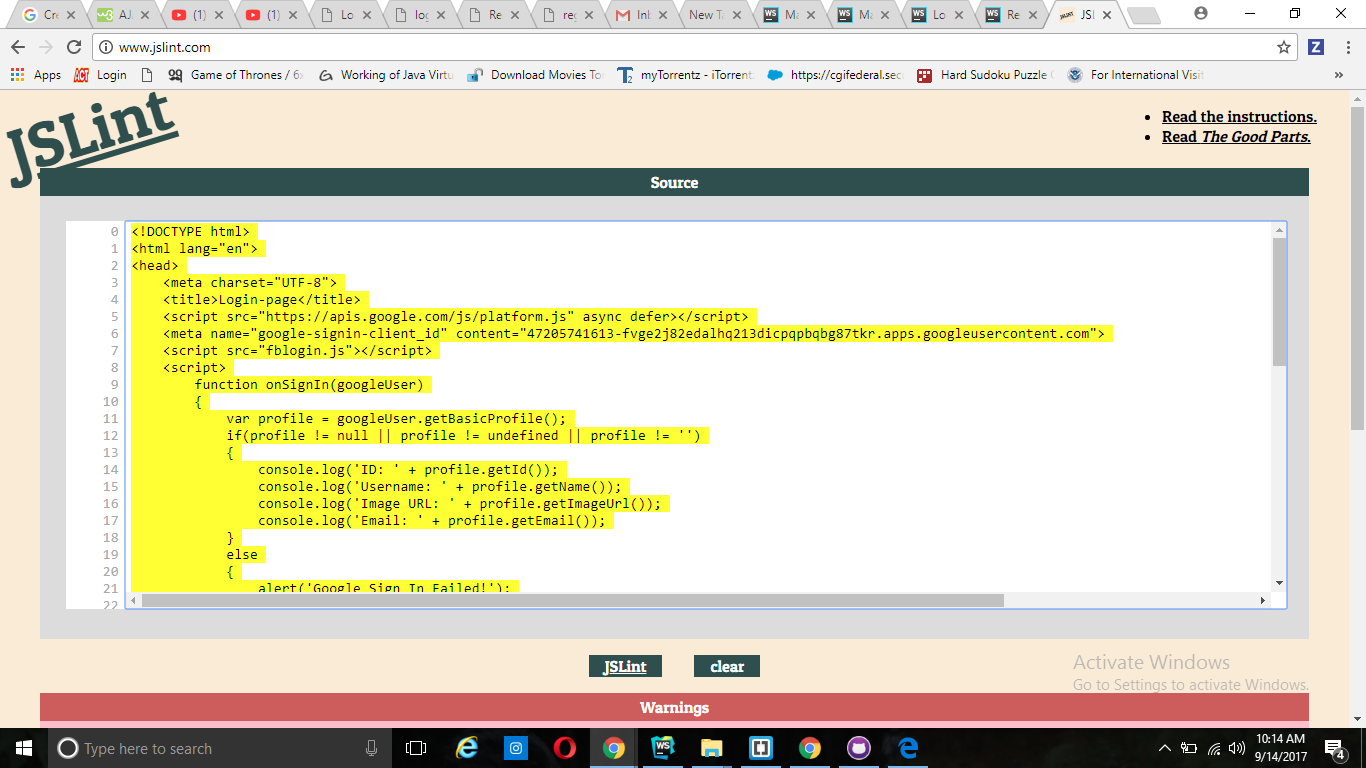 Cre AJ (1) (1) Lo log Re reg Inl New Ta Ma Ma Lo Re JSL
www.jslint.com
Apps Login Game of Thrones / 6 Working of Java Virtu Download Movies To myTorrentz - iTorrent https://cgifederal.sec Hard Sudoku Puzzle For International Visit »
JSLint
Read the instructions.
Read The Good Parts.
Source
0 <!DOCTYPE html>
1 <html lang="en">
2 <head>
3 <meta charset="UTF-8">
4 <title>Login-page</title>
5 <script src="https://apis.google.com/js/platform.js" async defer></script>
6 <meta name="google-signin-client_id" content="47205741613-fvge2j82edalhq213dicpqpbqbg87tkr.apps.googleusercontent.com">
7 <script src="fblogin.js"></script>
8 <script>
9 function onSignIn(googleUser)
10 {
11 var profile = googleUser.getBasicProfile();
12 if(profile != null || profile != undefined || profile != '')
13 {
14 console.log('ID: ' + profile.getId());
15 console.log('Username: ' + profile.getName());
16 console.log('Image URL: ' + profile.getImageUrl());
17 console.log('Email: ' + profile.getEmail());
18 }
19 else
20 {
21 alert('Google Sign In Failed!');
22
JSLint clear
Activate Windows
Go to Settings to activate Windows.
Warnings
Type here to search
10:14 AM
9/14/2017
4